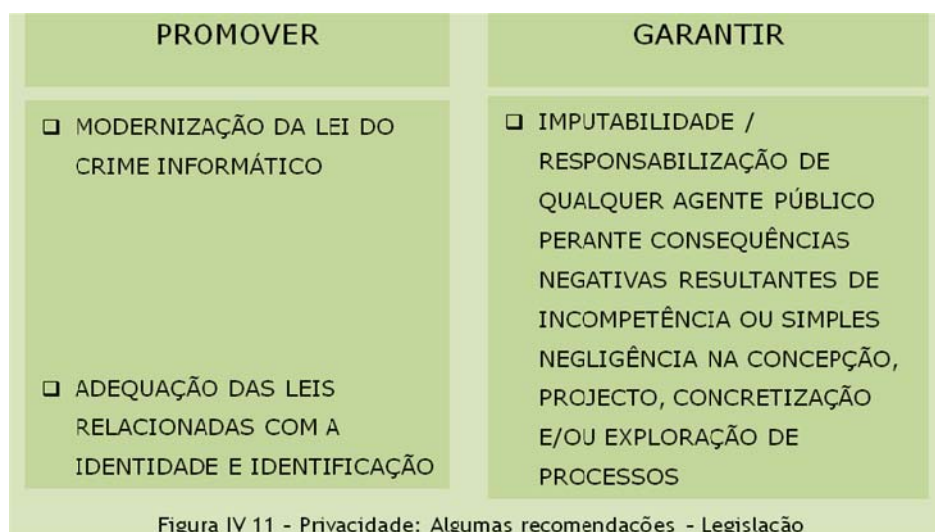 PROMOVER
MODERNIZAÇÃO DA LEI DO
CRIME INFORMÁTICO
ADEQUAÇÃO DAS LEIS
RELACIONADAS COM A
IDENTIDADE E IDENTIFICAÇÃO
GARANTIR
IMPUTABILIDADE /
RESPONSABILIZAÇÃO DE
QUALQUER AGENTE PÚBLICO
PERANTE CONSEQUÊNCIAS
NEGATIVAS RESULTANTES DE
INCOMPETÊNCIA OU SIMPLES
NEGLIGÊNCIA NA CONCEPÇÃO,
PROJECTO, CONCRETIZAÇÃO
E/OU EXPLORAÇÃO DE
PROCESSOS
Figura IV 11 - Privacidade: Algumas recomendações - Legislação